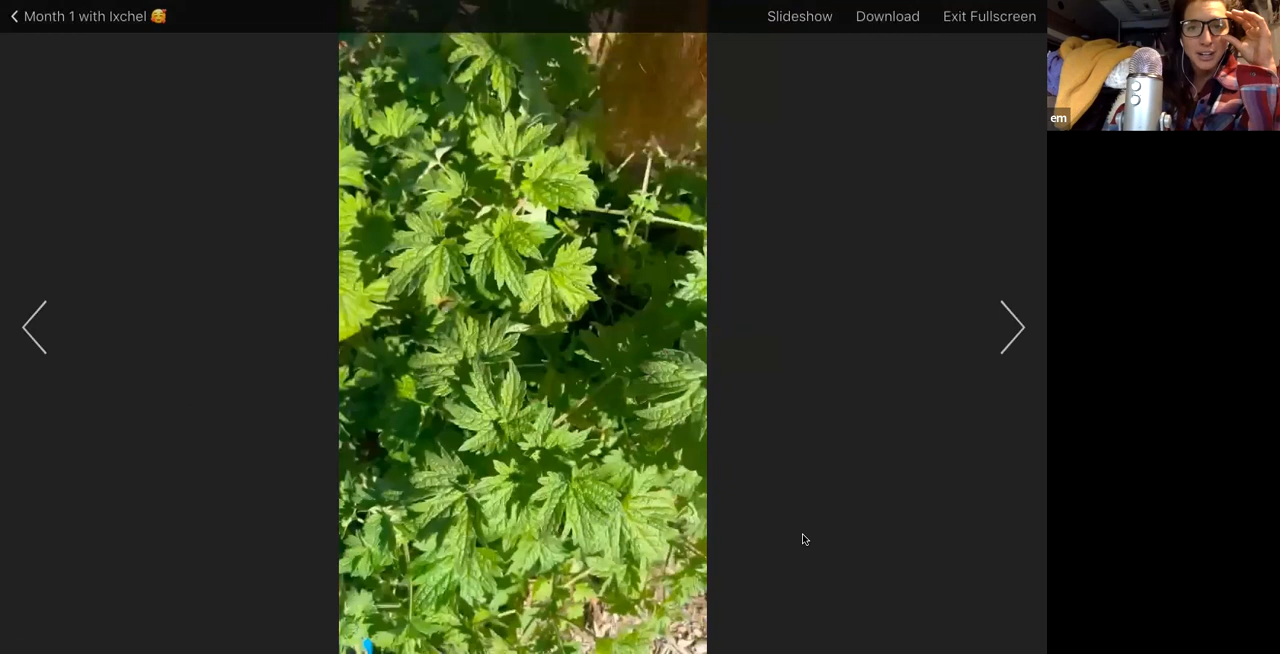 Month 1 with Ixchel 🥰
Slideshow
Download
Exit Fullscreen
em